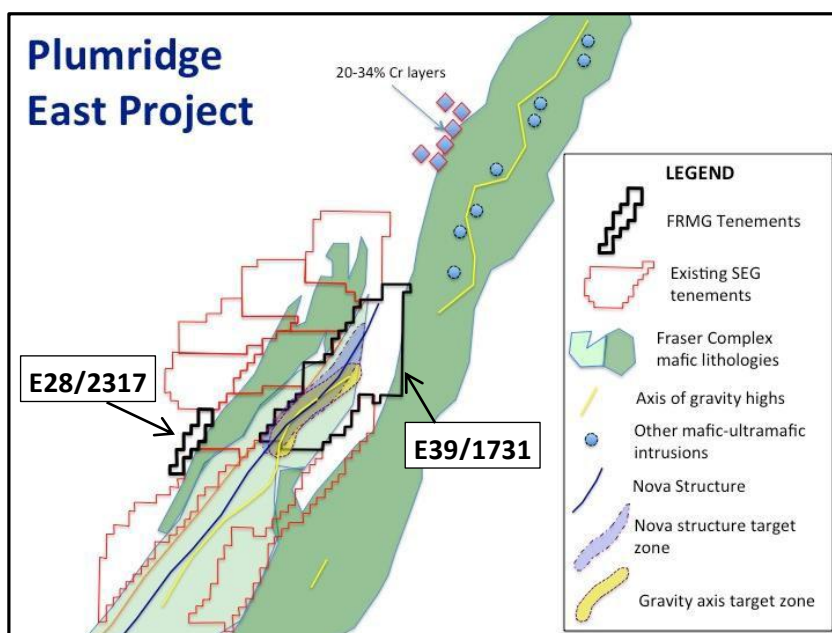 Plumridge
East Project
20-34% Cr layers
E28/2317
E39/1731
LEGEND
FRMG Tenements
Existing SEG
tenements
Fraser Complex
mafic lithologies
Axis of gravity highs
Other mafic-ultramafic
intrusions
Nova Structure
Nova structure target
zone
Gravity axis target zone